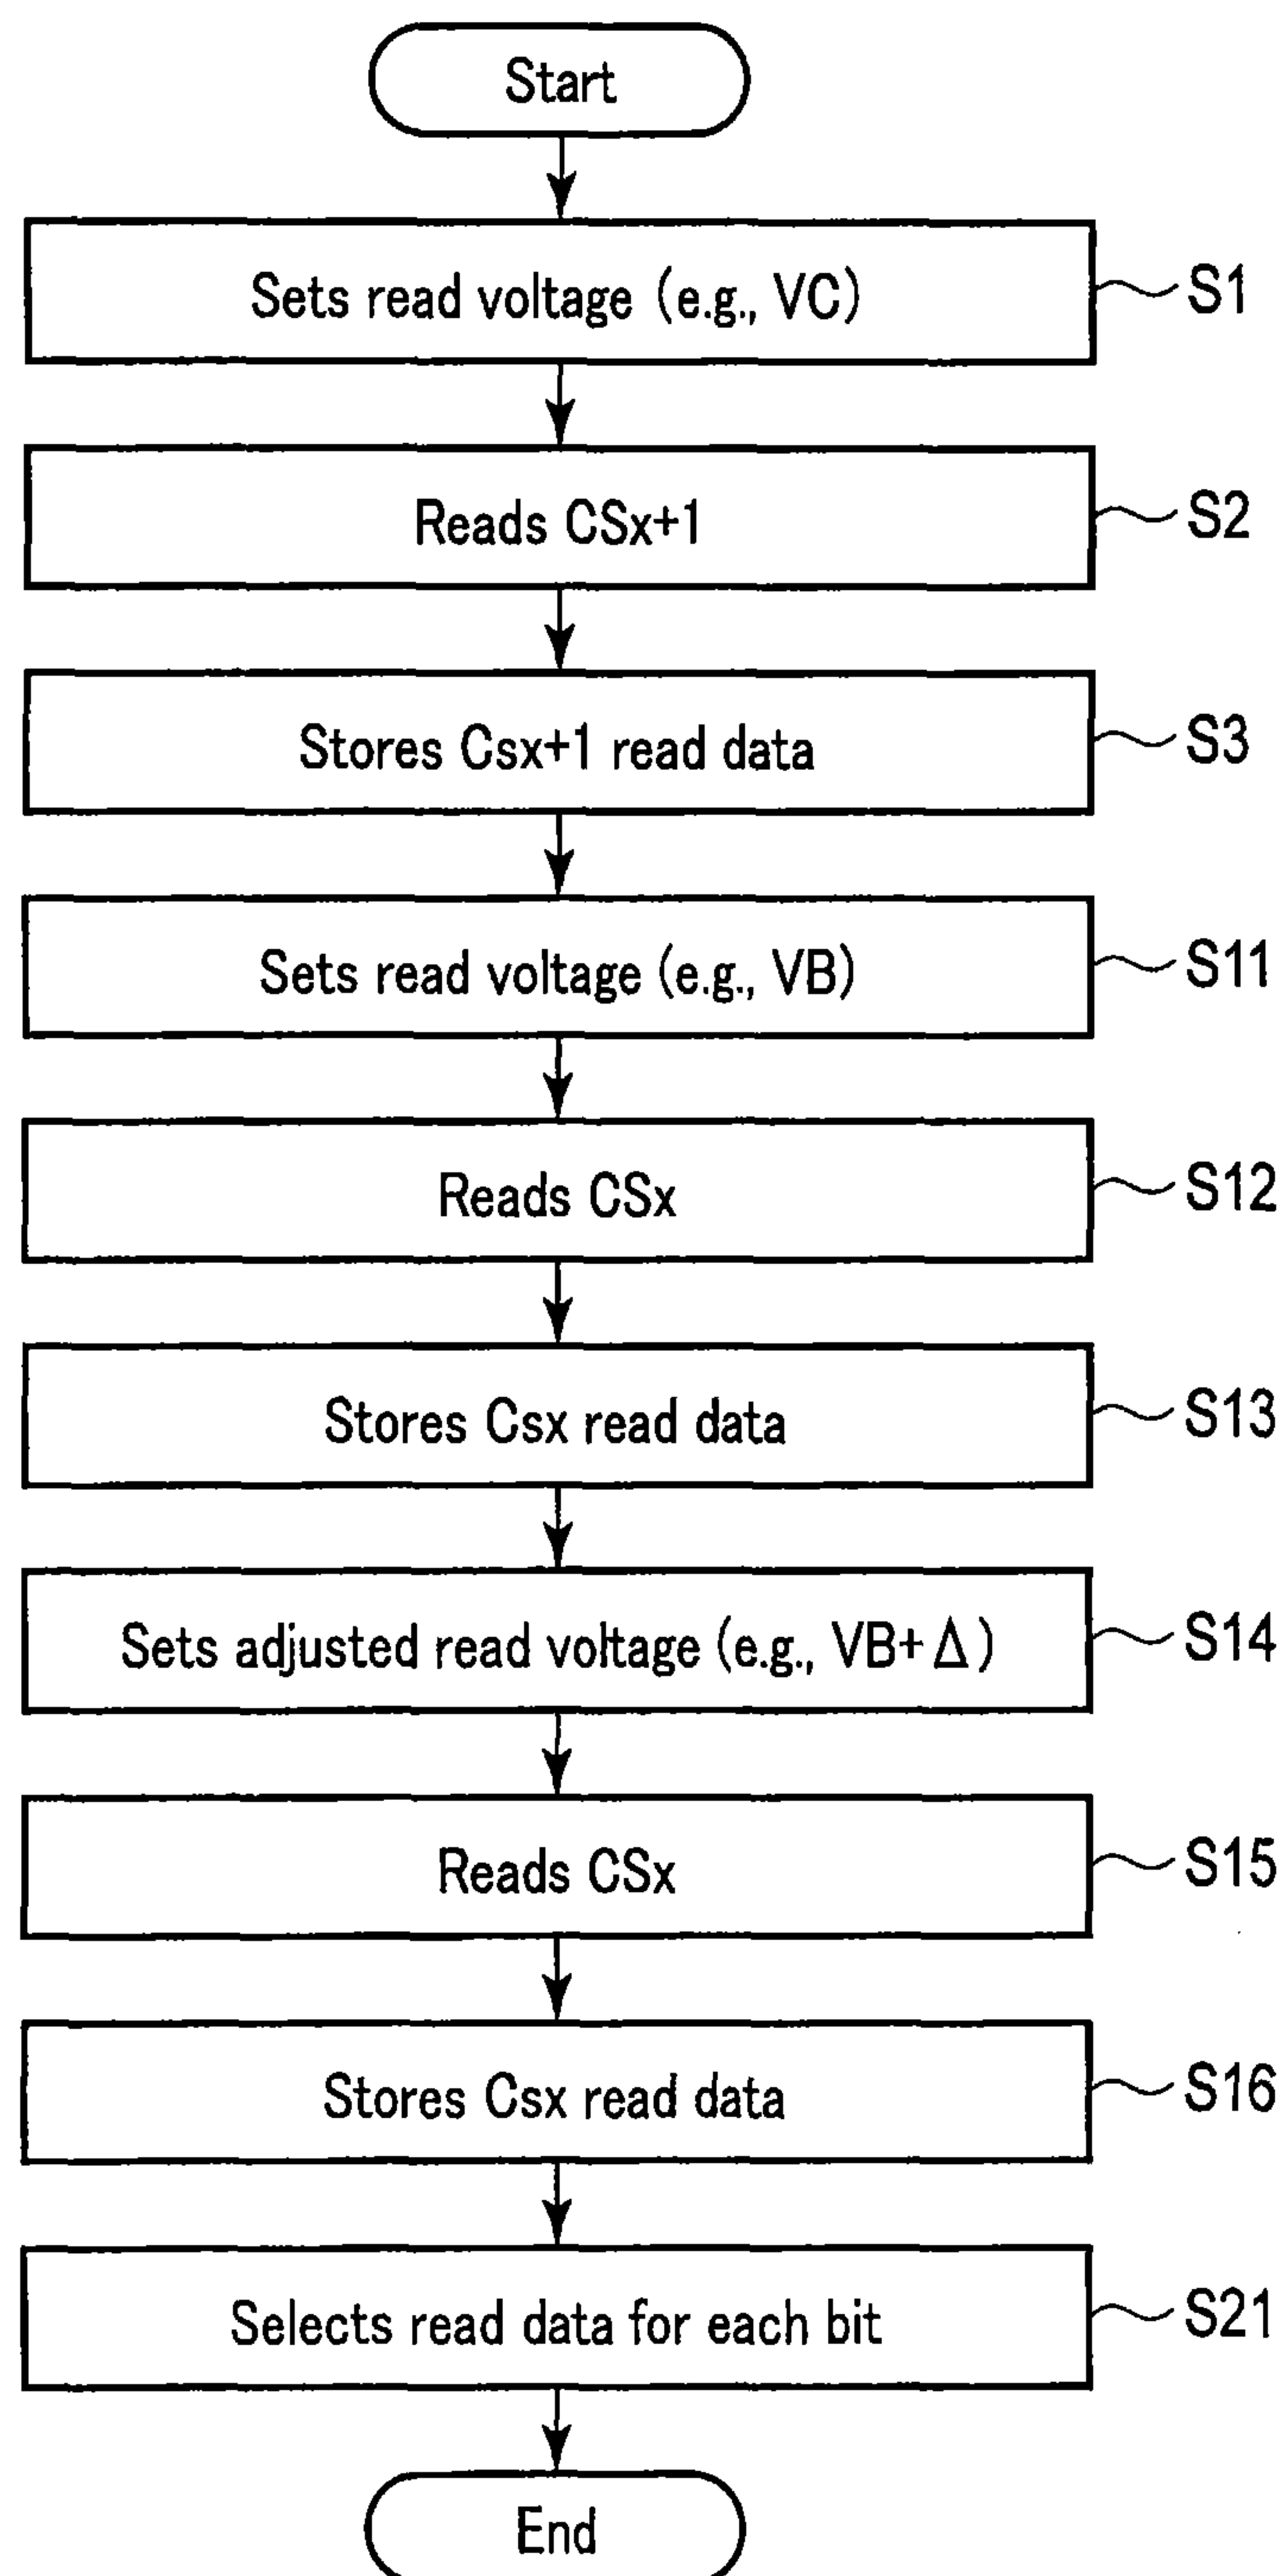 Start
Sets read voltage (e.g., VC) S1
Reads CSx+1 S2
Stores Csx+1 read data S3
Sets read voltage (e.g., VB) S11
Reads CSx S12
Stores Csx read data S13
Sets adjusted read voltage (e.g., VB+Δ) S14
Reads CSx S15
Stores Csx read data S16
Selects read data for each bit S21
End